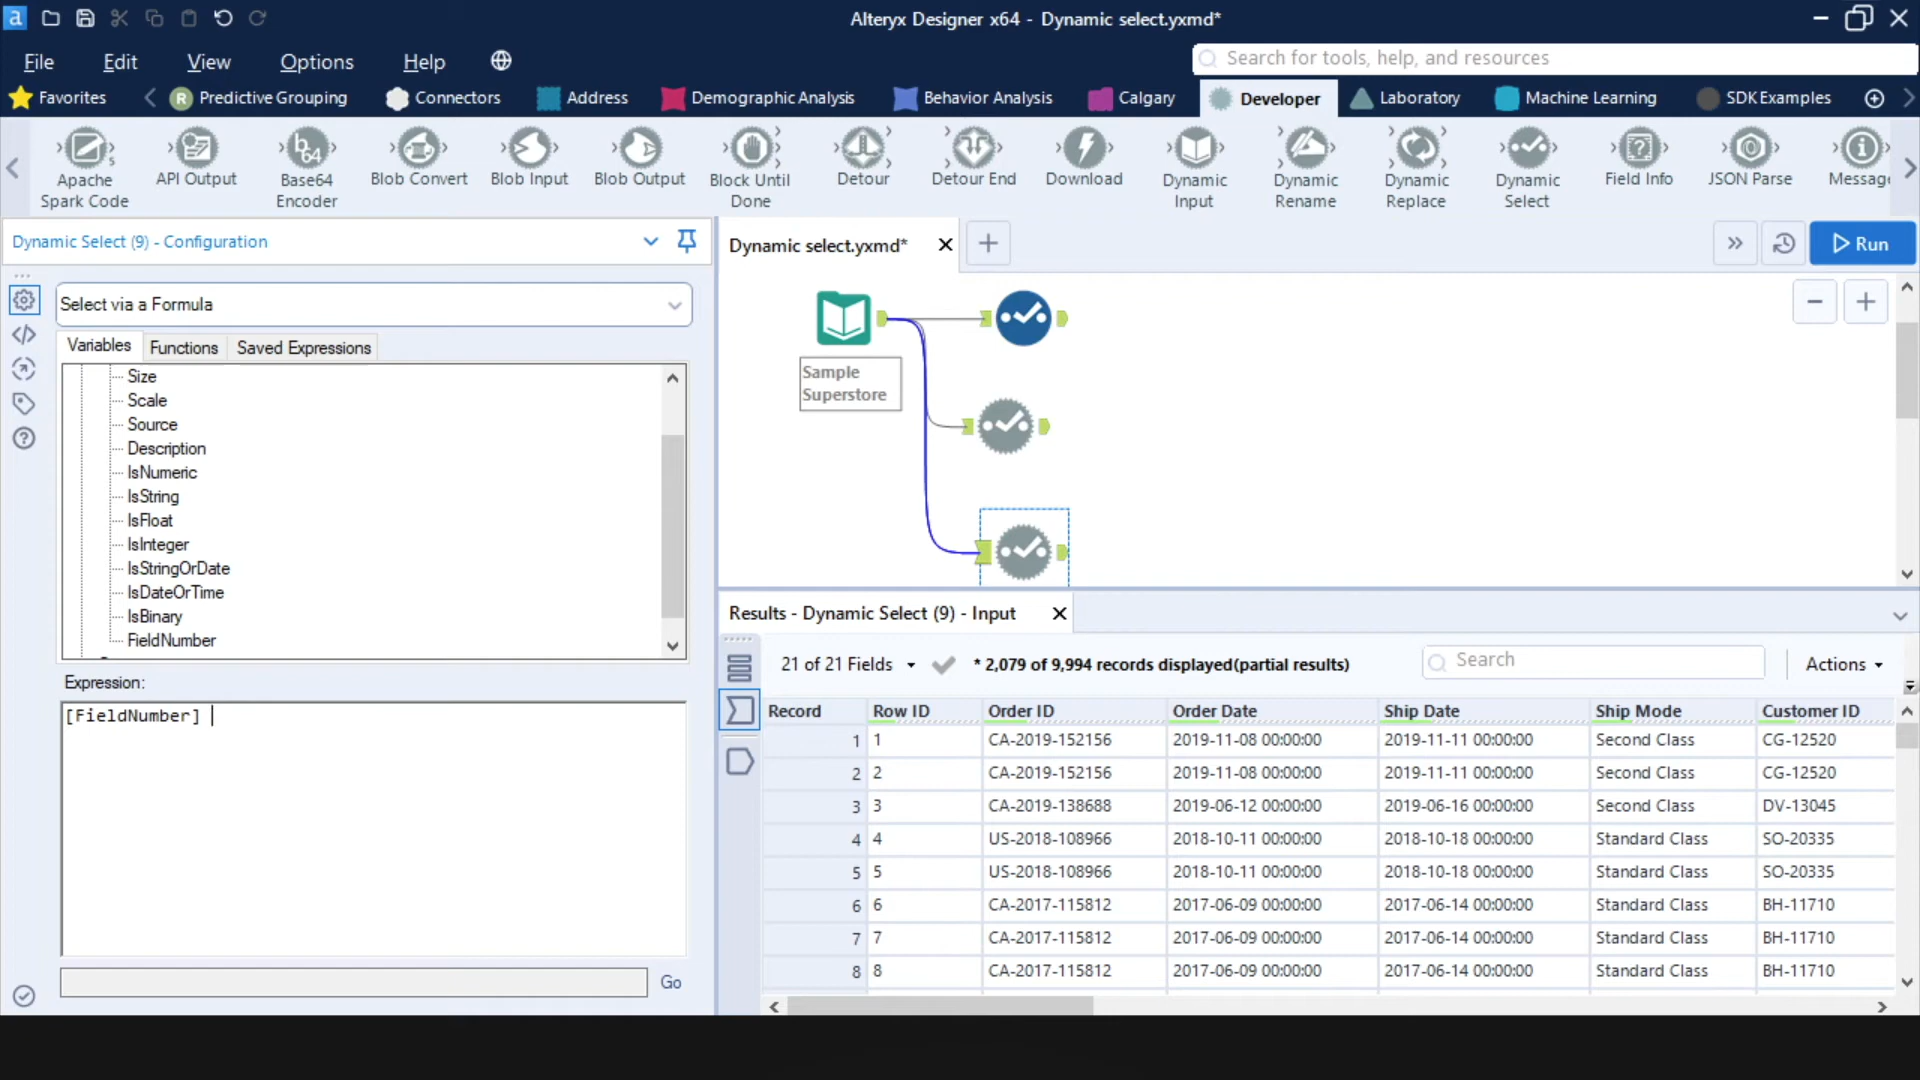 Alteryx Designer x64 - Dynamic select.yxmd*
File Edit View Options Help
Search for tools, help, and resources
Favorites Predictive Grouping Connectors Address Demographic Analysis Behavior Analysis Calgary Developer Laboratory Machine Learning SDK Examples
Apache
Spark Code
API Output
Base64
Encoder
Blob Convert
Blob Input
Blob Output
Block Until
Done
Detour
Detour End
Download
Dynamic
Input
Dynamic
Rename
Dynamic
Replace
Dynamic
Select
Field Info
JSON Parse
Message
Dynamic Select (9) - Configuration
Select via a Formula
Variables Functions Saved Expressions
Size
Scale
Source
Description
IsNumeric
IsString
IsFloat
IsInteger
IsStringOrDate
IsDateOrTime
IsBinary
FieldNumber
Expression:
[FieldNumber]
Go
Dynamic select.yxmd*
Run
Sample
Superstore
Results - Dynamic Select (9) - Input
21 of 21 Fields * 2,079 of 9,994 records displayed(partial results) Search Actions
Record Row ID Order ID Order Date Ship Date Ship Mode Customer ID
1 1 CA-2019-152156 2019-11-08 00:00:00 2019-11-11 00:00:00 Second Class CG-12520
2 2 CA-2019-152156 2019-11-08 00:00:00 2019-11-11 00:00:00 Second Class CG-12520
3 3 CA-2019-138688 2019-06-12 00:00:00 2019-06-16 00:00:00 Second Class DV-13045
4 4 US-2018-108966 2018-10-11 00:00:00 2018-10-18 00:00:00 Standard Class SO-20335
5 5 US-2018-108966 2018-10-11 00:00:00 2018-10-18 00:00:00 Standard Class SO-20335
6 6 CA-2017-115812 2017-06-09 00:00:00 2017-06-14 00:00:00 Standard Class BH-11710
7 7 CA-2017-115812 2017-06-09 00:00:00 2017-06-14 00:00:00 Standard Class BH-11710
8 8 CA-2017-115812 2017-06-09 00:00:00 2017-06-14 00:00:00 Standard Class BH-11710